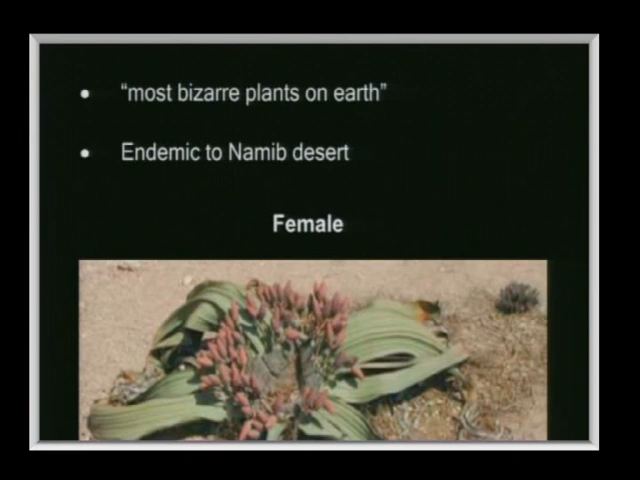 • "most bizarre plants on earth"
• Endemic to Namib desert
Female